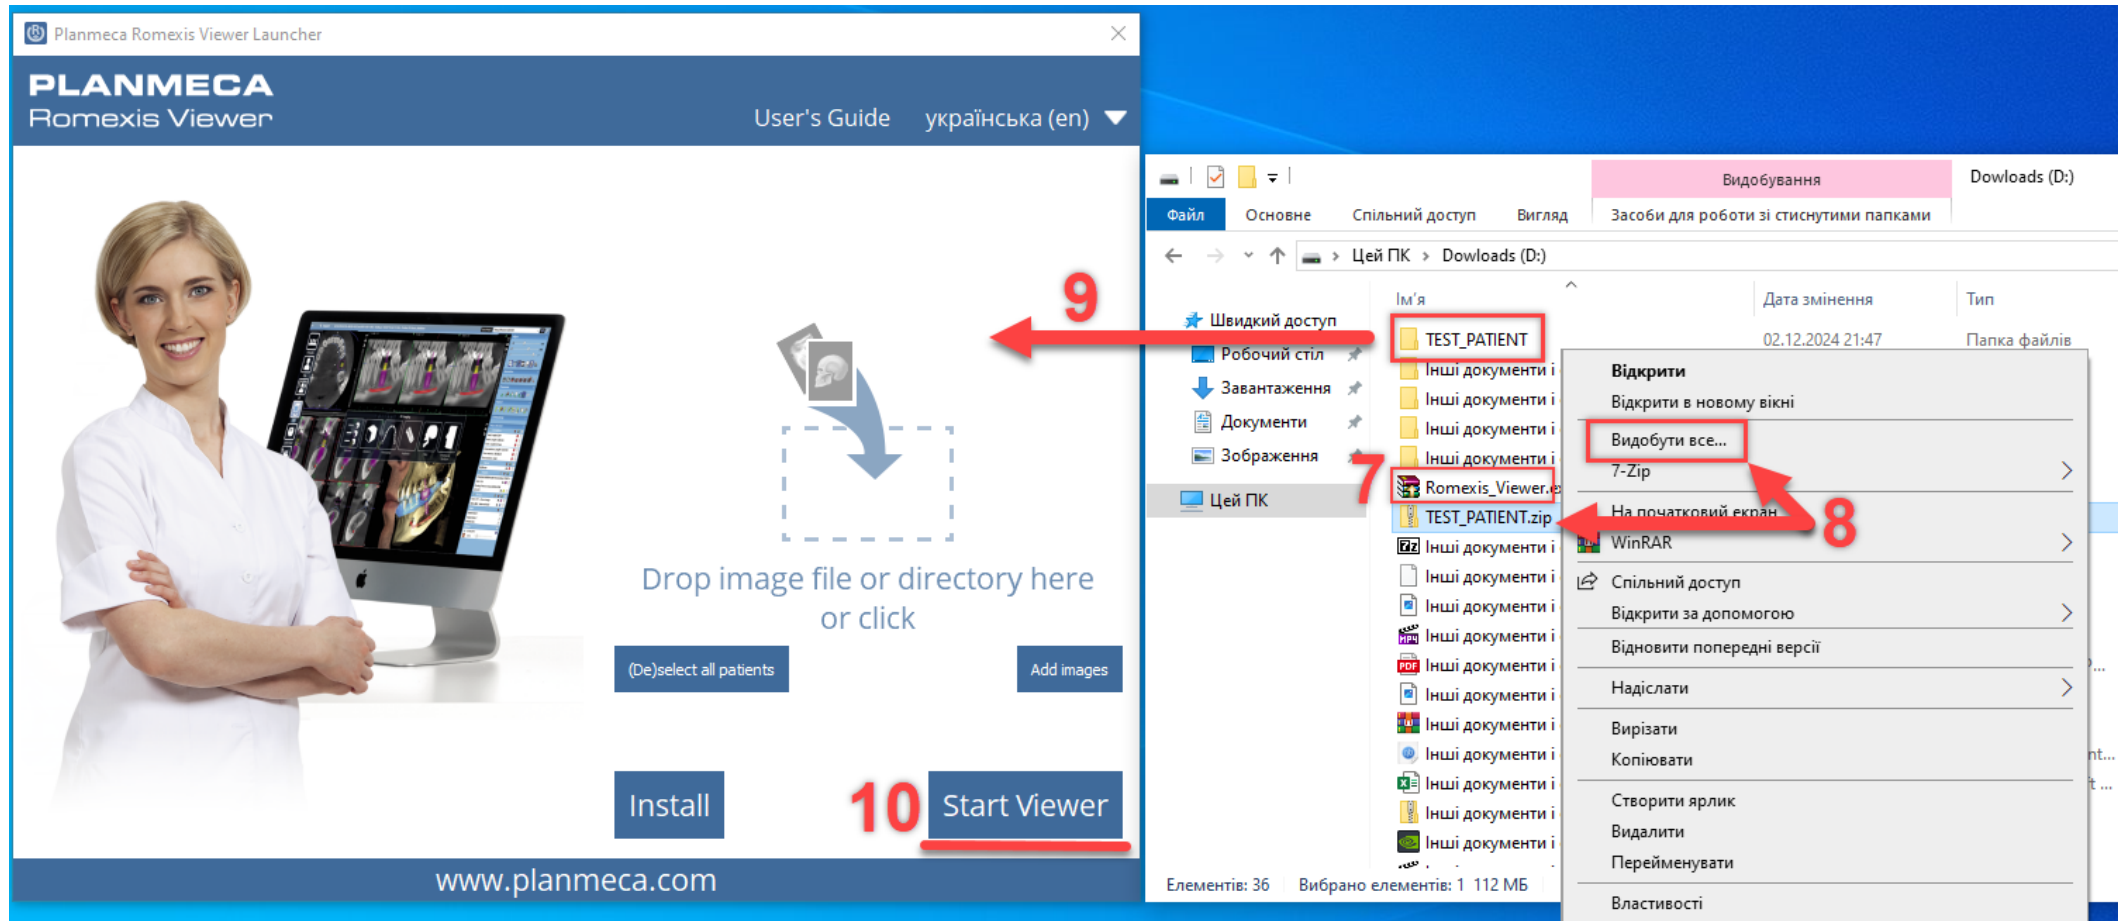 Planmeca Romexis Viewer Launcher
PLANMECA
Romexis Viewer
User's Guide українська (en)
Drop image file or directory here
or click
(De)select all patients Add images
Install 10 Start Viewer
www.planmeca.com
Видобування Dowloads (D:)
Файл Основне Спільний доступ Вигляд Засоби для роботи зі стиснутими папками
Цей ПК Dowloads (D:)
Ім'я Дата змінення Тип
9
Швидкий доступ
Робочий стіл
Завантаження
Документи
Зображення
Цей ПК
TEST_PATIENT 02.12.2024 21:47 Папка файлів
Інші документи і
Інші документи і
Інші документи і
Інші документи і
7 Romexis_Viewer.ex
TEST_PATIENT.zip
Інші документи і
Інші документи і
Інші документи і
Інші документи і
Інші документи і
Інші документи і
Інші документи і
Інші документи і
Інші документи і
Інші документи і
Інші документи і
Відкрити
Відкрити в новому вікні
Видобути все...
7-Zip
На початковий екран
8
WinRAR
Спільний доступ
Відкрити за допомогою
Відновити попередні версії
Надіслати
Вирізати
Копіювати
Створити ярлик
Видалити
Перейменувати
Властивості
Елементів: 36 Вибрано елементів: 1 112 МБ